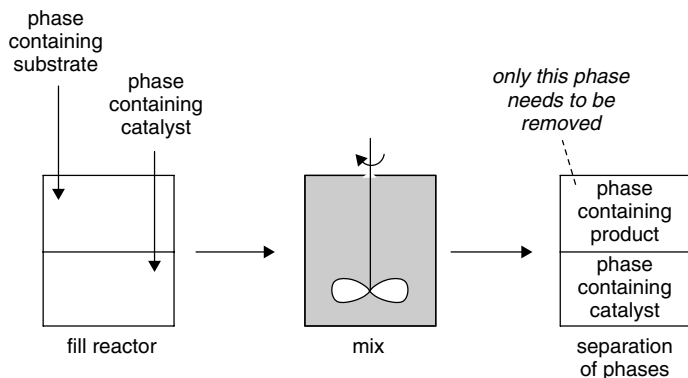 phase
containing
substrate
phase
containing
catalyst
only this phase
needs to be
removed
phase
containing
product
phase
containing
catalyst
fill reactor
mix
separation
of phases